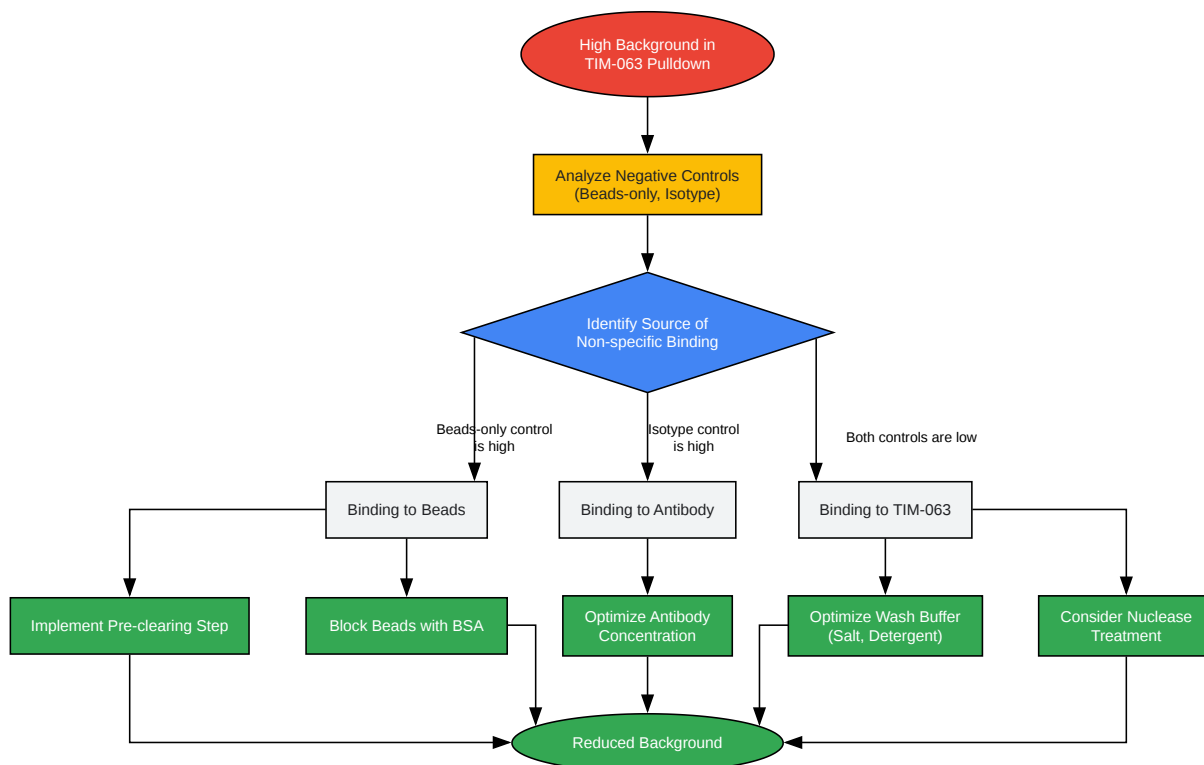 High Background in
TIM-063 Pulldown
Analyze Negative Controls
(Beads-only, Isotype)
Identify Source of
Non-specific Binding
Beads-only control
is high
Isotype control
is high
Both controls are low
Binding to Beads
Binding to Antibody
Binding to TIM-063
Implement Pre-clearing Step
Block Beads with BSA
Optimize Antibody
Concentration
Optimize Wash Buffer
(Salt, Detergent)
Consider Nuclease
Treatment
Reduced Background